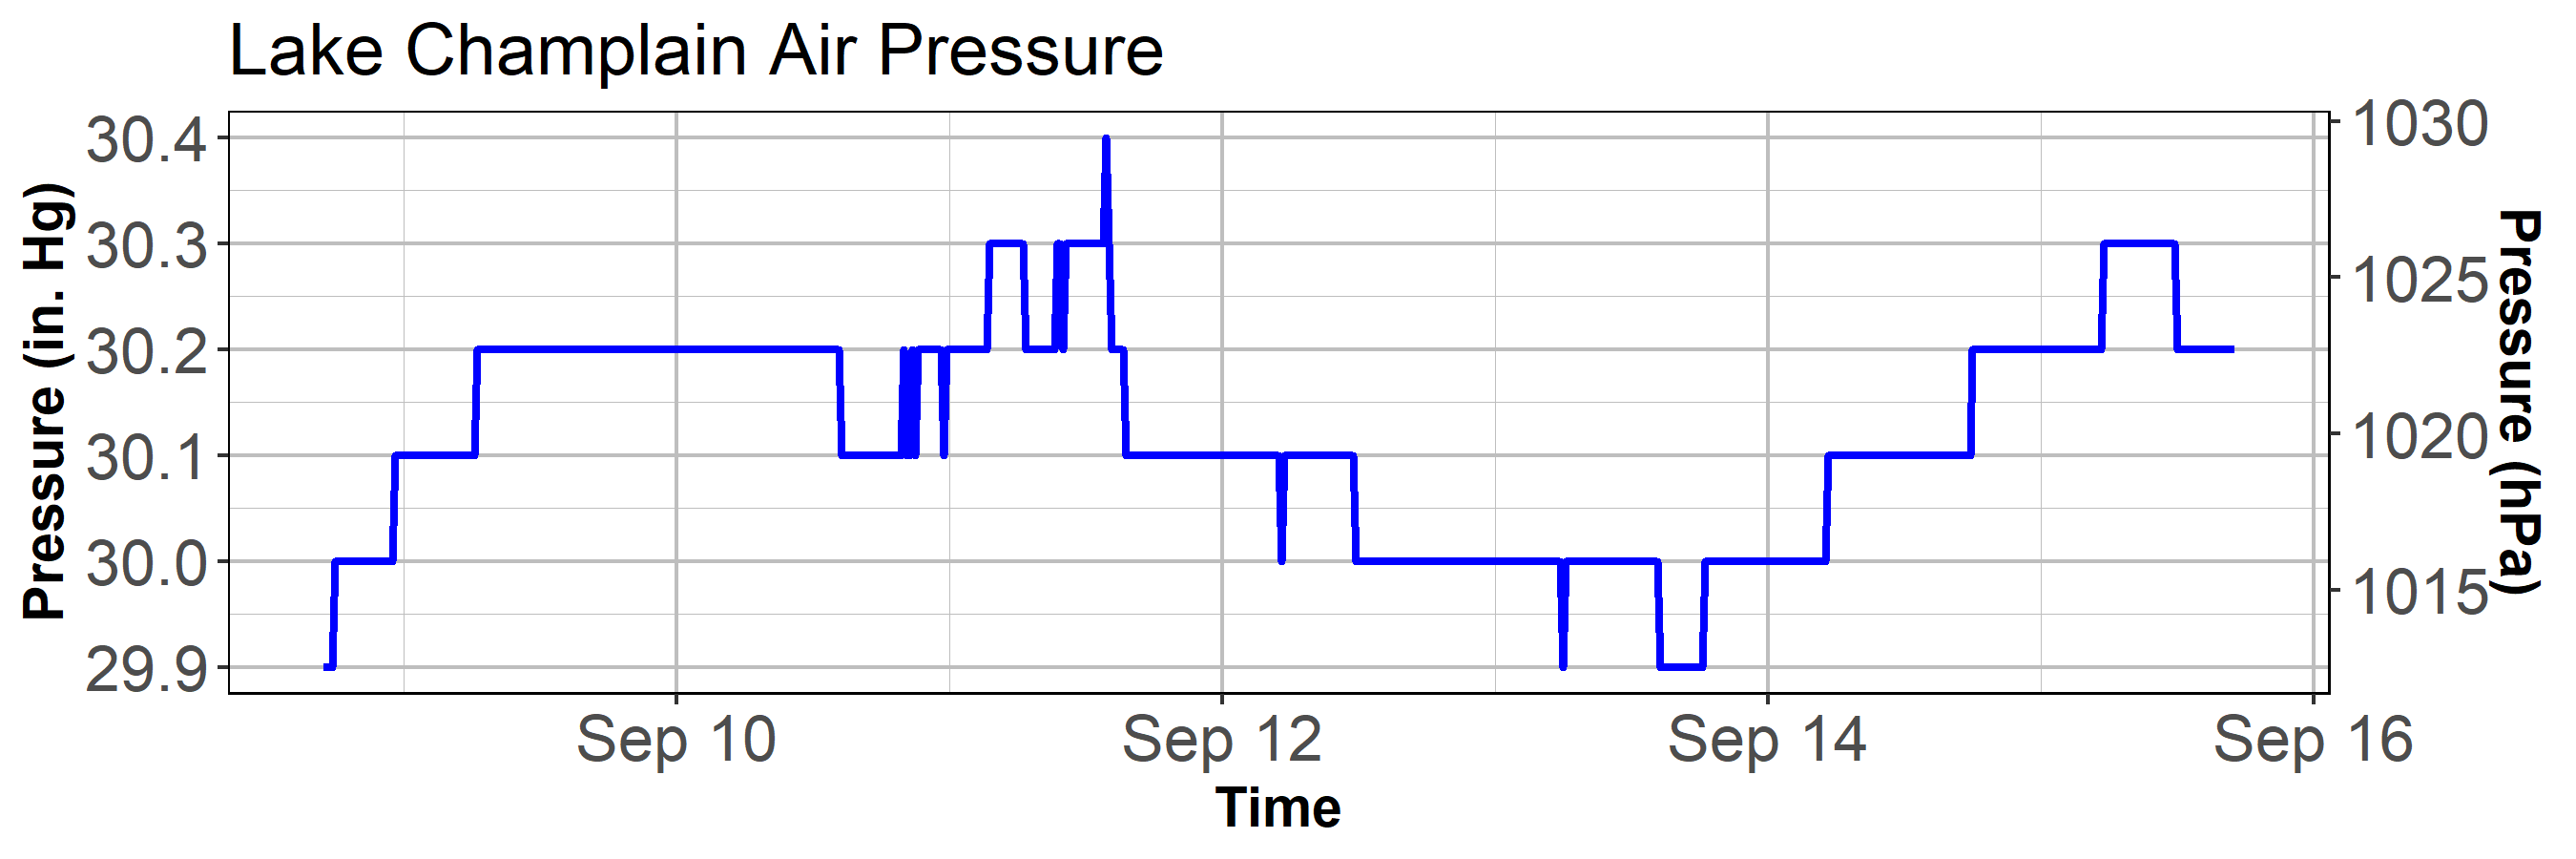 Lake Champlain Air Pressure
Pressure (in. Hg)
30.4
30.3
30.2
30.1
30.0
29.9
1030
1025
1020
1015
Pressure (hPa)
Sep 10 Sep 12 Sep 14 Sep 16
Time